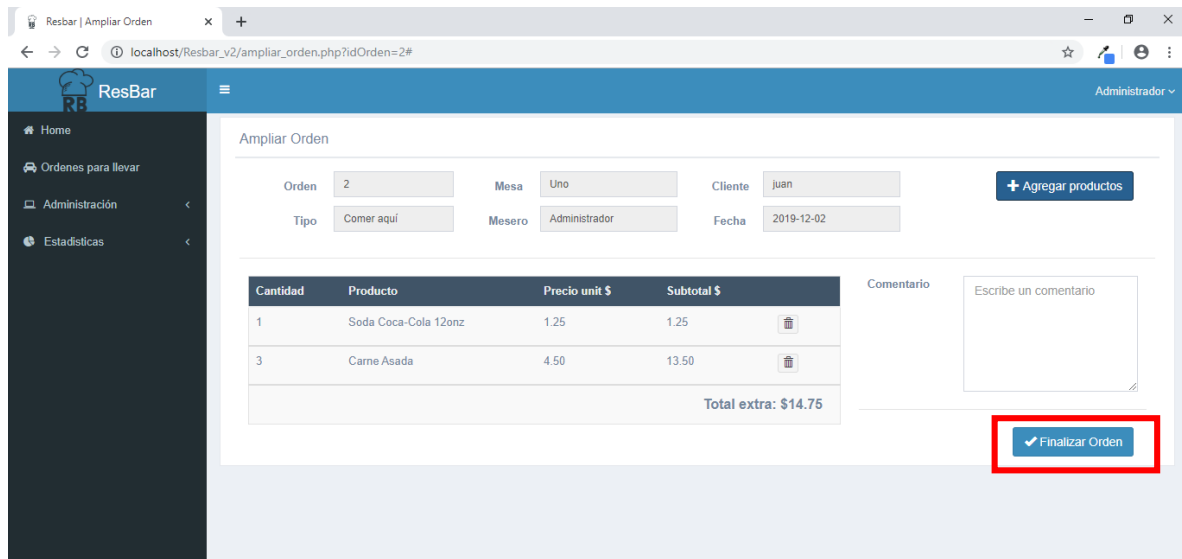 Resbar | Ampliar Orden
localhost/Resbar_v2/ampliar_orden.php?idOrden=2#
RB ResBar
Administrador
Home
Ordenes para llevar
Administración
Estadisticas
Ampliar Orden
Orden 2 Mesa Uno Cliente juan
Agregar productos
Tipo Comer aquí Mesero Administrador Fecha 2019-12-02
Cantidad Producto Precio unit $ Subtotal $
1 Soda Coca-Cola 12onz 1.25 1.25
3 Carne Asada 4.50 13.50
Total extra: $14.75
Comentario Escribe un comentario
Finalizar Orden